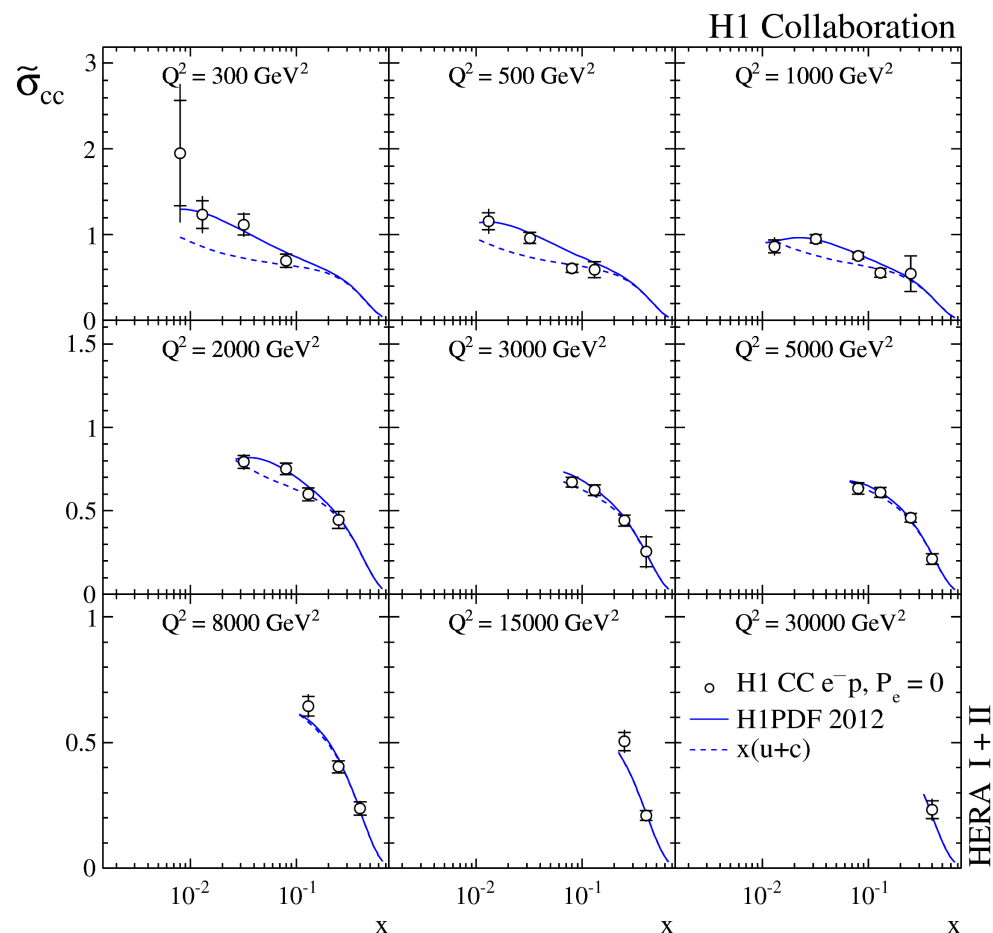 H1 Collaboration
σ̃cc
Q² = 300 GeV²
Q² = 500 GeV²
Q² = 1000 GeV²
3
2
1
0
Q² = 2000 GeV²
Q² = 3000 GeV²
Q² = 5000 GeV²
1.5
1
0.5
0
Q² = 8000 GeV²
Q² = 15000 GeV²
Q² = 30000 GeV²
1
0.5
0
H1 CC e⁻p, Pe = 0
H1PDF 2012
x(u+c)
HERA I + II
10⁻² 10⁻¹ 10⁻² 10⁻¹ 10⁻² 10⁻¹
x x x